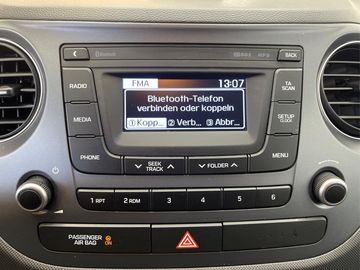 Bluetooth
RDS MP3
BACK
RADIO
FMA 13:07
TA
SCAN
Bluetooth-Telefon
verbinden oder koppeln
MEDIA
SETUP
CLOCK
① Kopp... ② Verb... ③ Abbr...
PHONE
SEEK
TRACK
FOLDER
MENU
1 RPT 2 RDM 3 4 5 6
PASSENGER
AIR BAG
ON